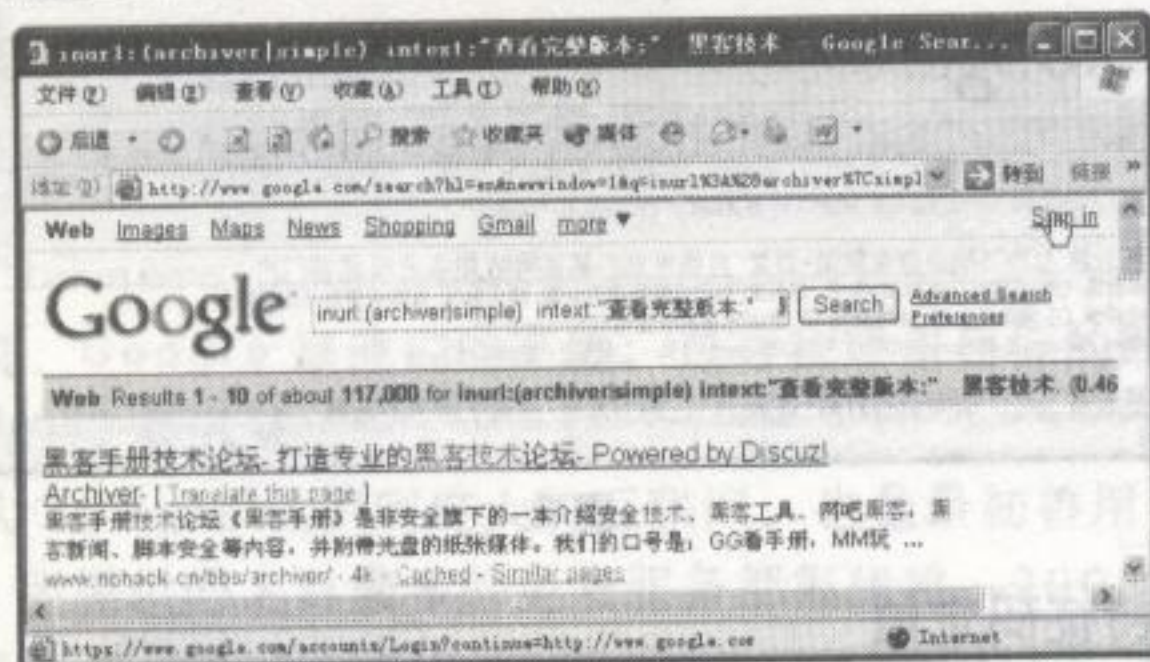 inurl:(archiver|simple) intext:"查看完整版本:" 黑客技术 - Google Sear...
文件(F) 编辑(E) 查看(V) 收藏(A) 工具(T) 帮助(H)
后退 搜索 收藏夹 媒体
地址(D) http://www.google.com/search?hl=en&newwindow=1&q=inurl%3A%28archiver%7Csimpl 转到 链接 »
Web Images Maps News Shopping Gmail more ▼ Sign in
Google inurl:(archiver|simple) intext:"查看完整版本:" Search Advanced Search
Preferences
Web Results 1 - 10 of about 117,000 for inurl:(archiver|simple) intext:"查看完整版本:" 黑客技术. (0.46
黑客手册技术论坛- 打造专业的黑客技术论坛- Powered by Discuz!
Archiver- [ Translate this page ]
黑客手册技术论坛《黑客手册》是非安全旗下的一本介绍安全技术、黑客工具、网吧黑客，黑
客新闻、脚本安全等内容，并附带光盘的纸张媒体。我们的口号是：GG看手册，MM玩 ...
www.nohack.cn/bbs/archiver/ - 4k - Cached - Similar pages
https://www.google.com/accounts/Login?continue=http://www.google.com Internet